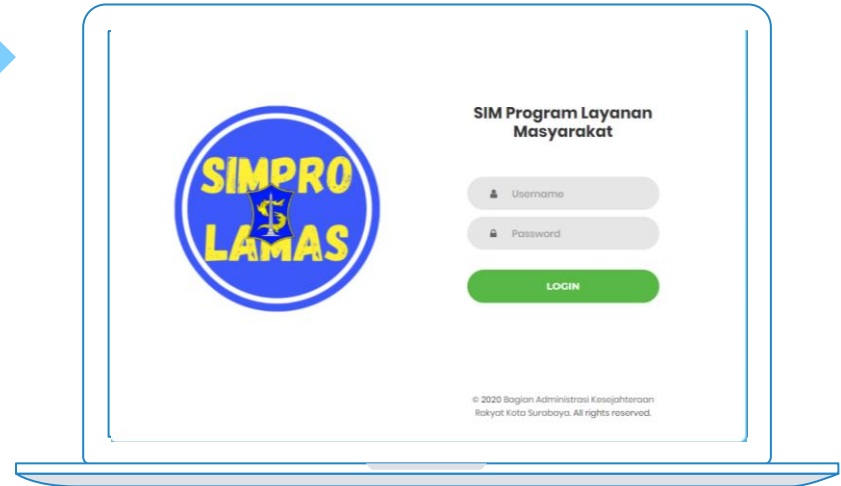 SIMPRO
LAMAS
SIM Program Layanan
Masyarakat
Username
Password
LOGIN
© 2020 Bagian Administrasi Kesejahteraan
Rakyat Kota Surabaya. All rights reserved.